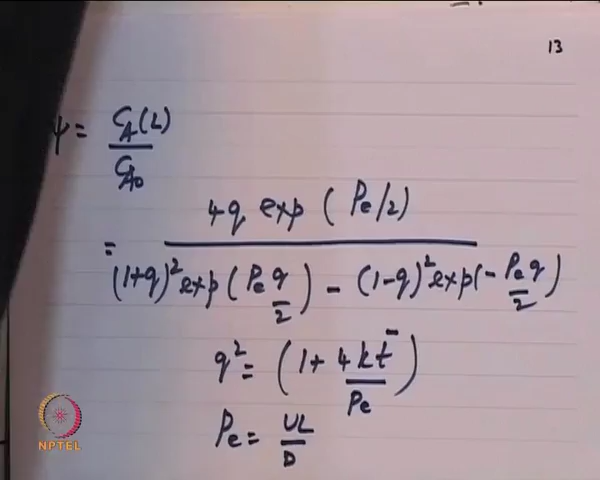 13
ψ = C_A(L) / C_A0
= 4q exp (Pe/2) / (1+q)² exp(Pe q/2) - (1-q)² exp(-Pe q/2)
q² = (1 + 4kt̄/Pe)
Pe = UL/D
NPTEL